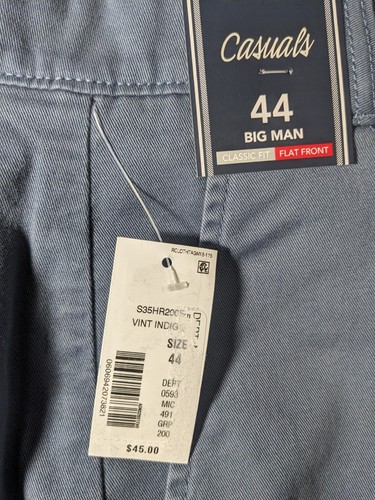 Casuals
44
BIG MAN
CLASSIC FIT
FLAT FRONT
VINT INDIG
SIZE
44
DEPT
0593
MIC
491
GRP
200
$45.00